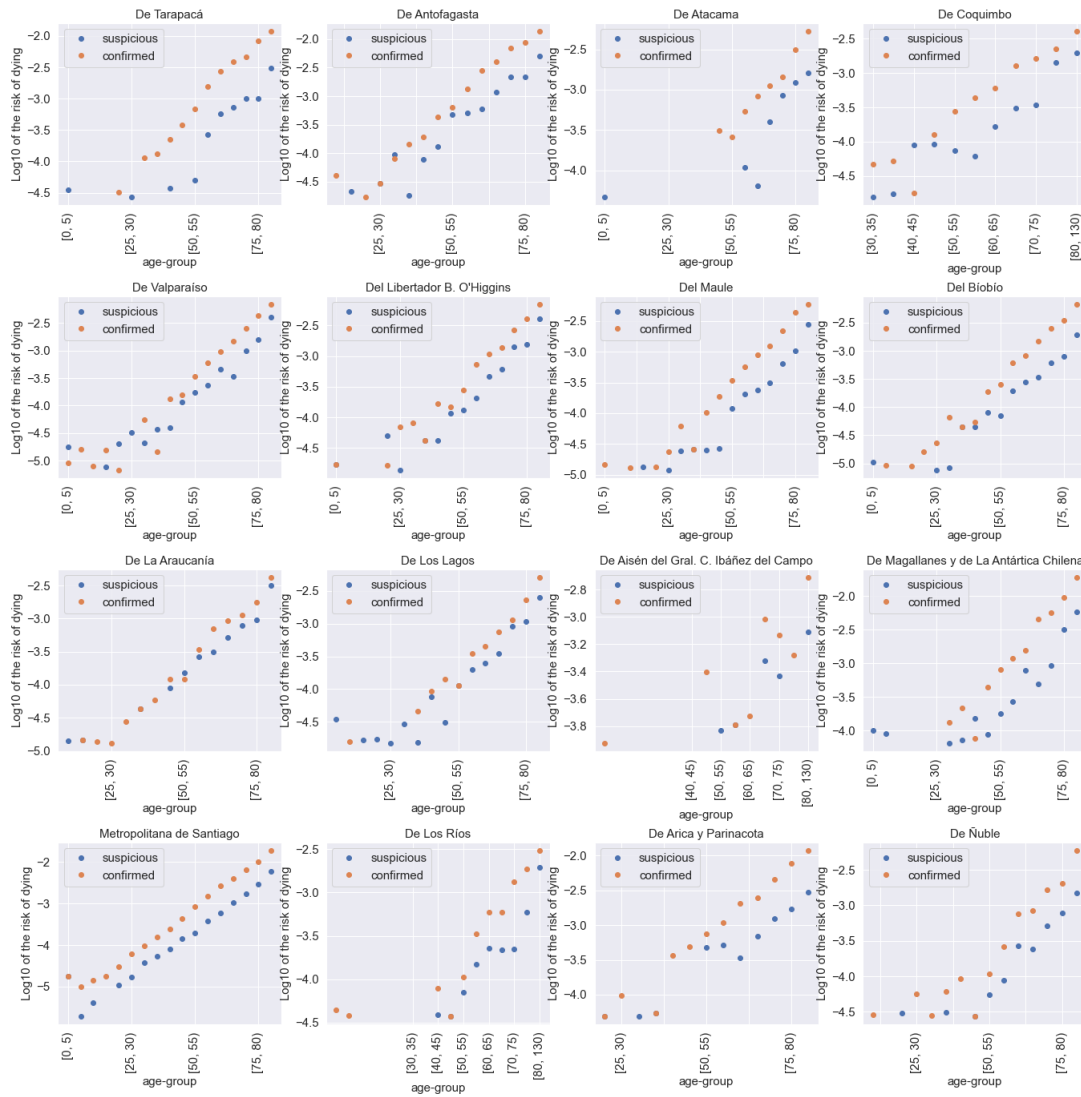 De Tarapacá
Log10 of the risk of dying
suspicious
confirmed
−2.0
−2.5
−3.0
−3.5
−4.0
−4.5
[0, 5)
[25, 30)
[50, 55)
[75, 80)
age-group
De Antofagasta
Log10 of the risk of dying
suspicious
confirmed
−2.0
−2.5
−3.0
−3.5
−4.0
−4.5
[0, 5)
[25, 30)
[50, 55)
[75, 80)
age-group
De Atacama
Log10 of the risk of dying
suspicious
confirmed
−2.5
−3.0
−3.5
−4.0
[0, 5)
[25, 30)
[50, 55)
[75, 80)
age-group
De Coquimbo
Log10 of the risk of dying
suspicious
confirmed
−2.5
−3.0
−3.5
−4.0
−4.5
[30, 35)
[40, 45)
[50, 55)
[60, 65)
[70, 75)
[80, 130)
age-group
De Valparaíso
Log10 of the risk of dying
suspicious
confirmed
−2.5
−3.0
−3.5
−4.0
−4.5
−5.0
[0, 5)
[25, 30)
[50, 55)
[75, 80)
age-group
Del Libertador B. O'Higgins
Log10 of the risk of dying
suspicious
confirmed
−2.5
−3.0
−3.5
−4.0
−4.5
[25, 30)
[50, 55)
[75, 80)
age-group
Del Maule
Log10 of the risk of dying
suspicious
confirmed
−2.5
−3.0
−3.5
−4.0
−4.5
−5.0
[0, 5)
[25, 30)
[50, 55)
[75, 80)
age-group
Del Bíobío
Log10 of the risk of dying
suspicious
confirmed
−2.5
−3.0
−3.5
−4.0
−4.5
−5.0
[0, 5)
[25, 30)
[50, 55)
[75, 80)
age-group
De La Araucanía
Log10 of the risk of dying
suspicious
confirmed
−2.5
−3.0
−3.5
−4.0
−4.5
−5.0
[25, 30)
[50, 55)
[75, 80)
age-group
De Los Lagos
Log10 of the risk of dying
suspicious
confirmed
−2.5
−3.0
−3.5
−4.0
−4.5
[25, 30)
[50, 55)
[75, 80)
age-group
De Aisén del Gral. C. Ibáñez del Campo
Log10 of the risk of dying
suspicious
confirmed
−2.8
−3.0
−3.2
−3.4
−3.6
−3.8
[40, 45)
[50, 55)
[60, 65)
[70, 75)
[80, 130)
age-group
De Magallanes y de La Antártica Chilena
Log10 of the risk of dying
suspicious
confirmed
−2.0
−2.5
−3.0
−3.5
−4.0
[0, 5)
[25, 30)
[50, 55)
[75, 80)
age-group
Metropolitana de Santiago
Log10 of the risk of dying
suspicious
confirmed
−2
−3
−4
−5
[0, 5)
[25, 30)
[50, 55)
[75, 80)
age-group
De Los Ríos
Log10 of the risk of dying
suspicious
confirmed
−2.5
−3.0
−3.5
−4.0
−4.5
[30, 35)
[40, 45)
[50, 55)
[60, 65)
[70, 75)
[80, 130)
age-group
De Arica y Parinacota
Log10 of the risk of dying
suspicious
confirmed
−2.0
−2.5
−3.0
−3.5
−4.0
[25, 30)
[50, 55)
[75, 80)
age-group
De Ñuble
Log10 of the risk of dying
suspicious
confirmed
−2.5
−3.0
−3.5
−4.0
−4.5
[25, 30)
[50, 55)
[75, 80)
age-group